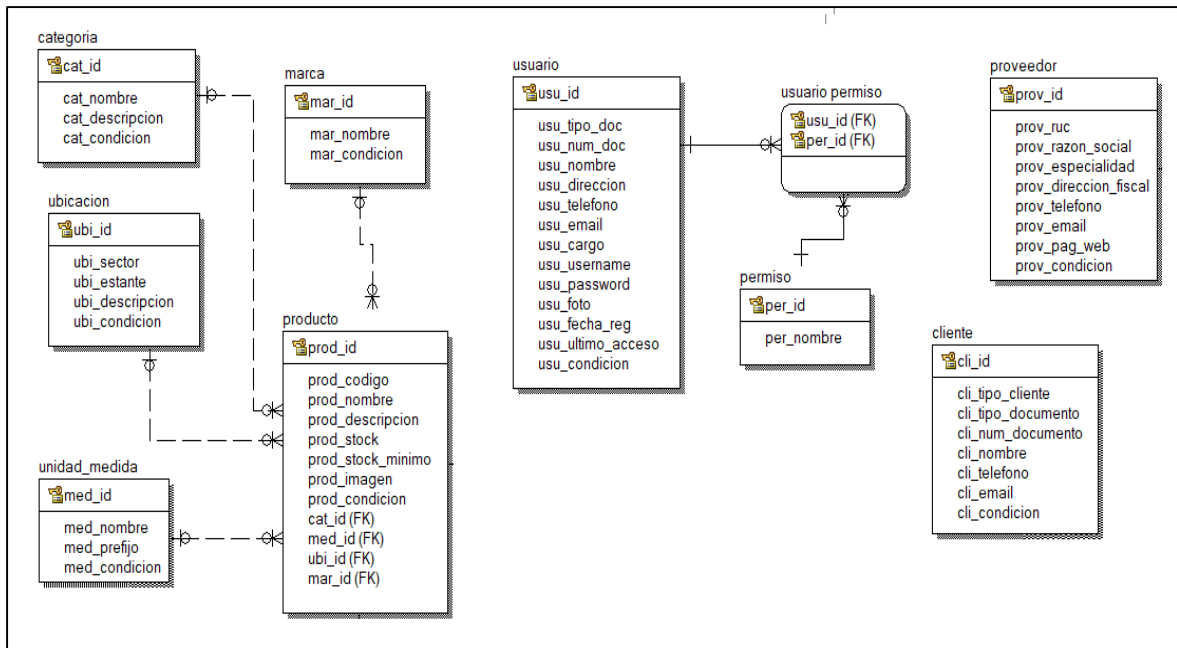 categoria
cat_id
cat_nombre
cat_descripcion
cat_condicion
marca
mar_id
mar_nombre
mar_condicion
ubicacion
ubi_id
ubi_sector
ubi_estante
ubi_descripcion
ubi_condicion
unidad_medida
med_id
med_nombre
med_prefijo
med_condicion
producto
prod_id
prod_codigo
prod_nombre
prod_descripcion
prod_stock
prod_stock_minimo
prod_imagen
prod_condicion
cat_id (FK)
med_id (FK)
ubi_id (FK)
mar_id (FK)
usuario
usu_id
usu_tipo_doc
usu_num_doc
usu_nombre
usu_direccion
usu_telefono
usu_email
usu_cargo
usu_username
usu_password
usu_foto
usu_fecha_reg
usu_ultimo_acceso
usu_condicion
usuario permiso
usu_id (FK)
per_id (FK)
permiso
per_id
per_nombre
proveedor
prov_id
prov_ruc
prov_razon_social
prov_especialidad
prov_direccion_fiscal
prov_telefono
prov_email
prov_pag_web
prov_condicion
cliente
cli_id
cli_tipo_cliente
cli_tipo_documento
cli_num_documento
cli_nombre
cli_telefono
cli_email
cli_condicion